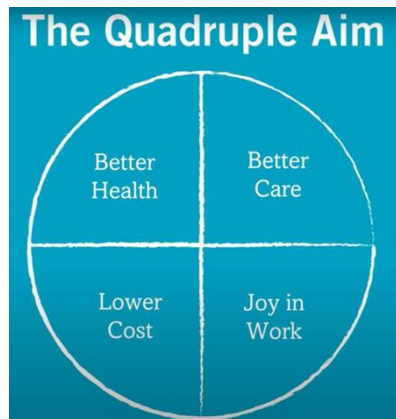 The Quadruple Aim
Better
Health
Better
Care
Lower
Cost
Joy in
Work